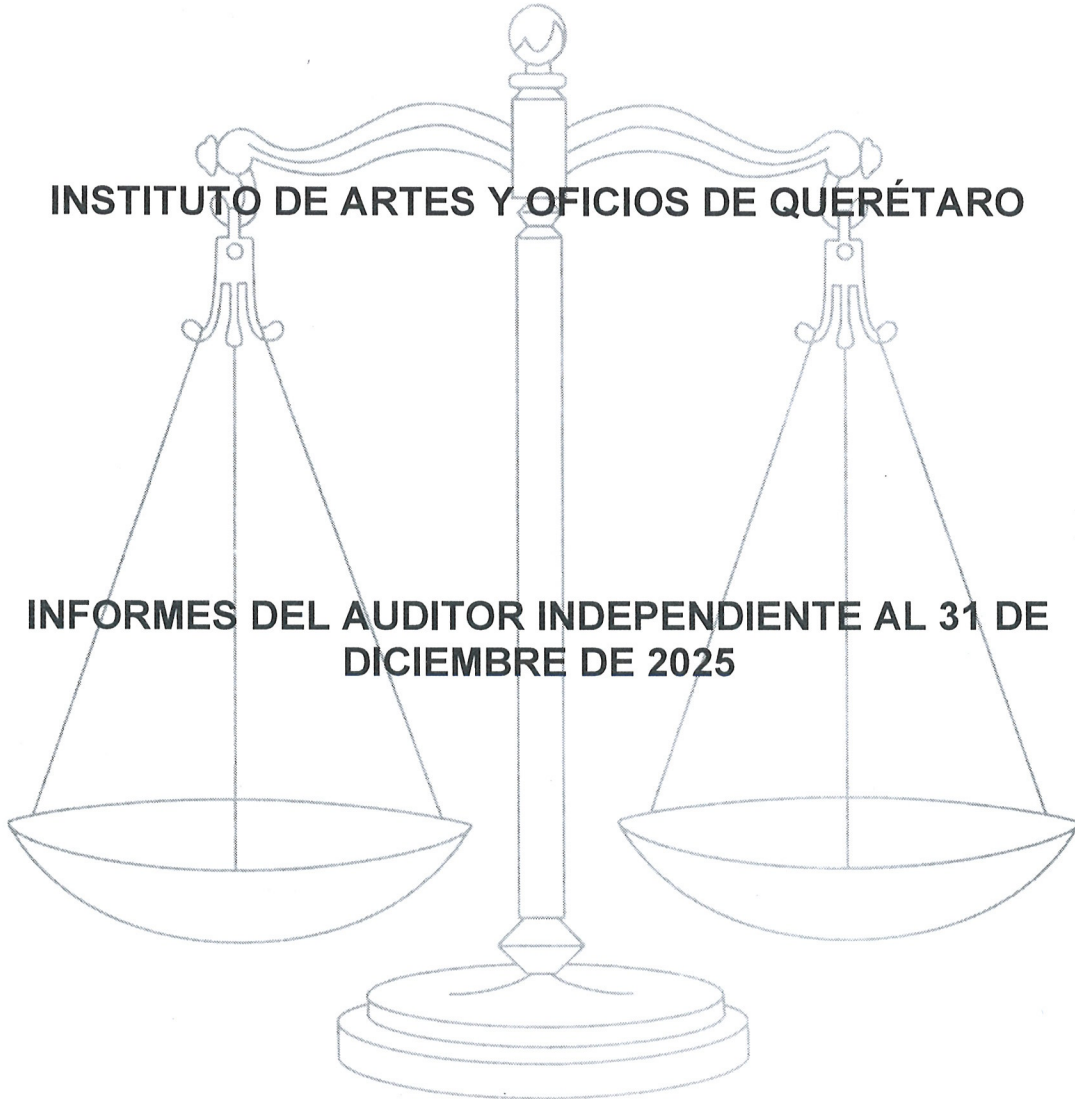 INSTITUTO DE ARTES Y OFICIOS DE QUERÉTARO
INFORMES DEL AUDITOR INDEPENDIENTE AL 31 DE
DICIEMBRE DE 2025